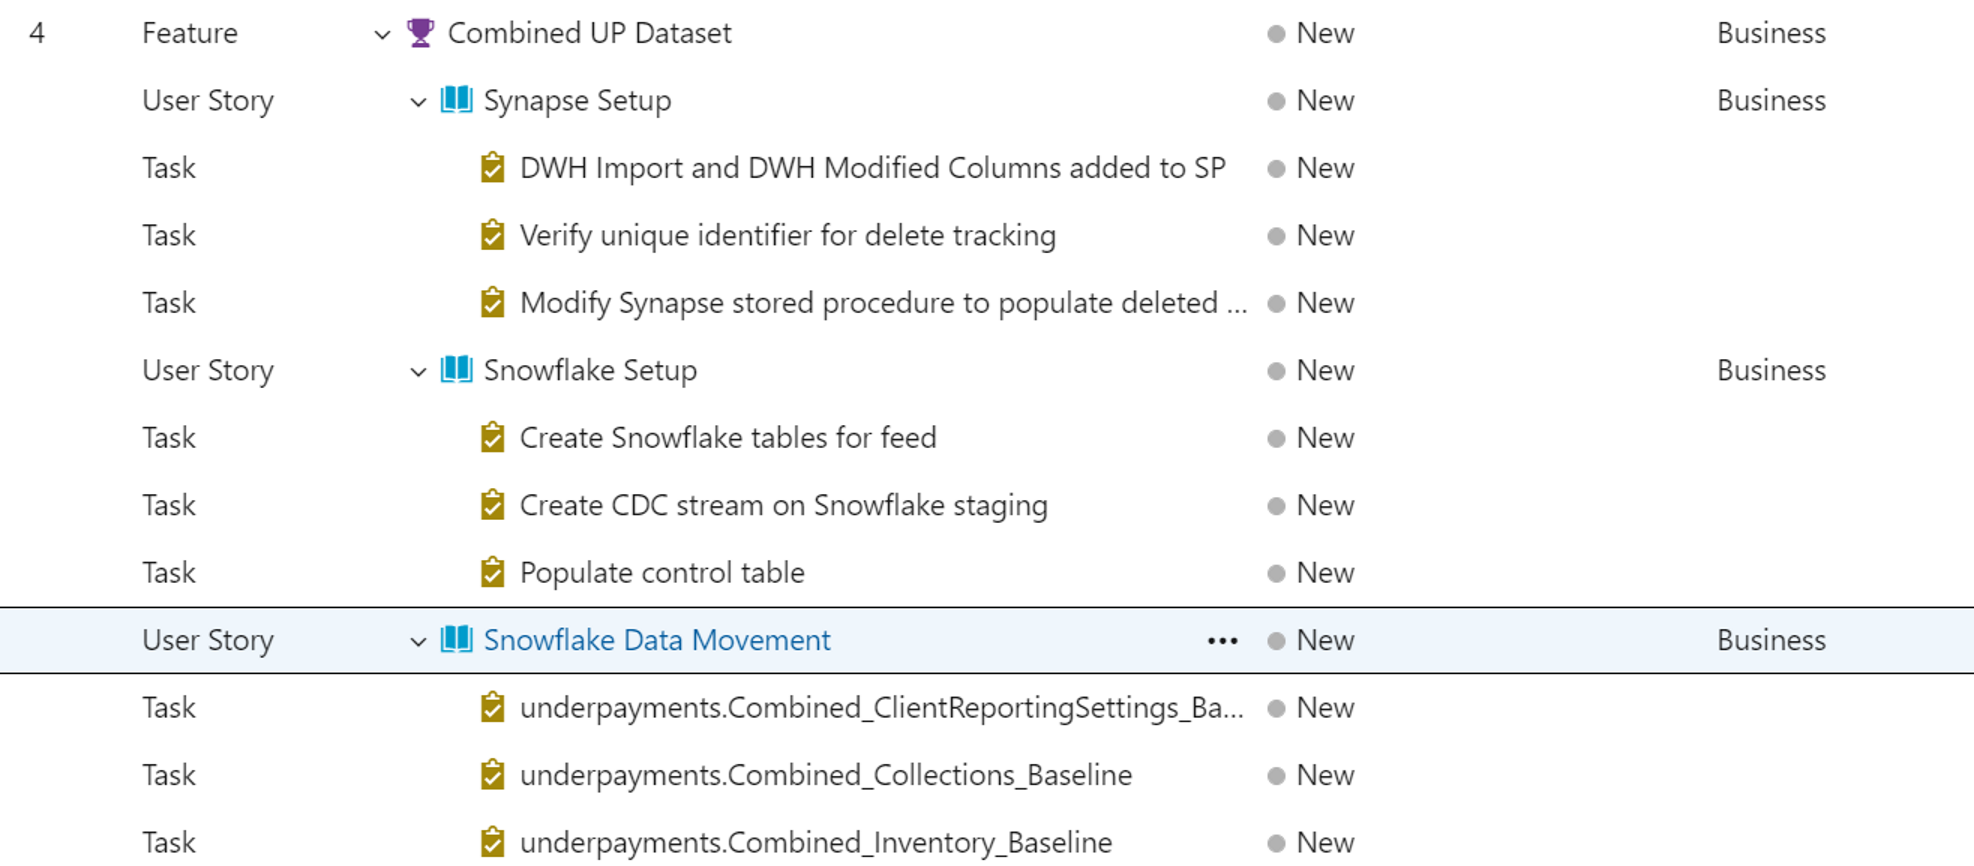 4 Feature Combined UP Dataset New Business
User Story Synapse Setup New Business
Task DWH Import and DWH Modified Columns added to SP New
Task Verify unique identifier for delete tracking New
Task Modify Synapse stored procedure to populate deleted ... New
User Story Snowflake Setup New Business
Task Create Snowflake tables for feed New
Task Create CDC stream on Snowflake staging New
Task Populate control table New
User Story Snowflake Data Movement ... New Business
Task underpayments.Combined_ClientReportingSettings_Ba... New
Task underpayments.Combined_Collections_Baseline New
Task underpayments.Combined_Inventory_Baseline New